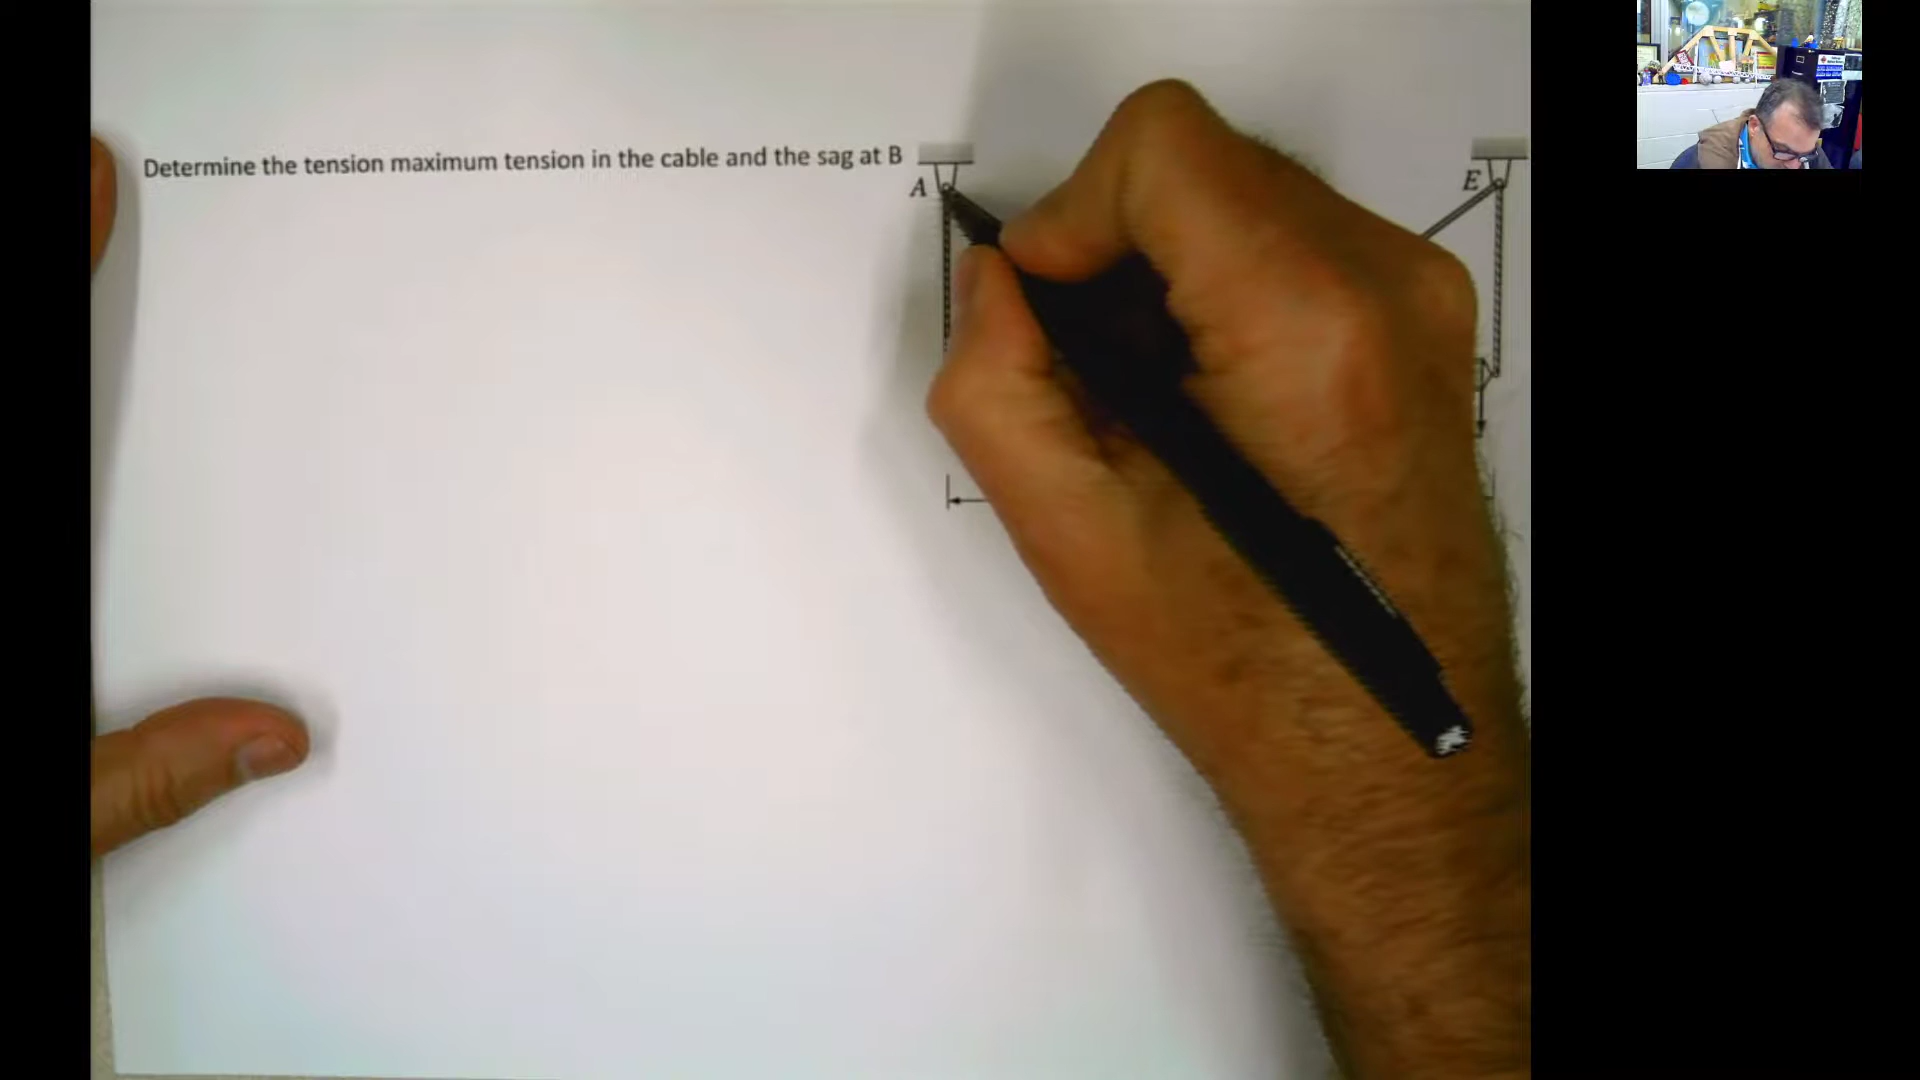 Determine the tension maximum tension in the cable and the sag at B
A
E